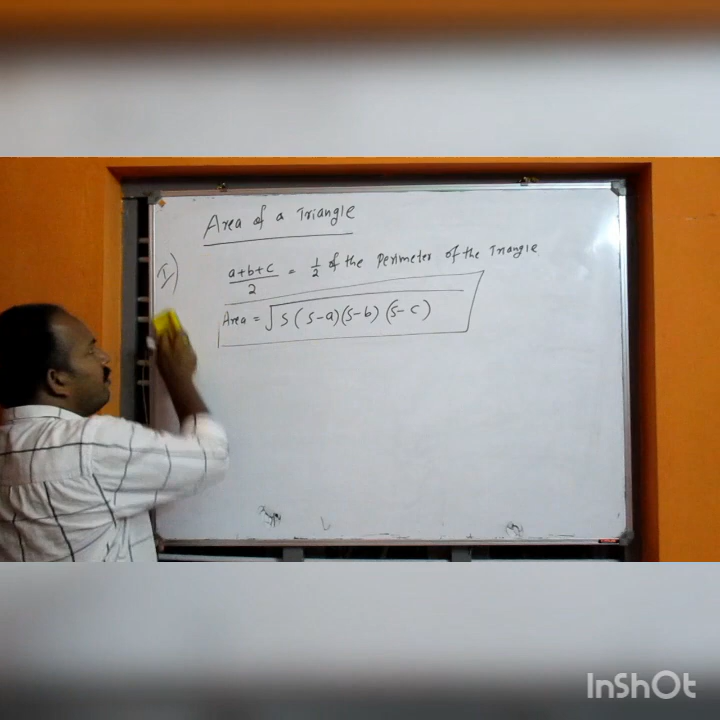 Area of a Triangle
I)
a+b+c/2 = 1/2 of the Perimeter of the Triangle
Area = √S(S-a)(S-b)(S-c)
InShOt